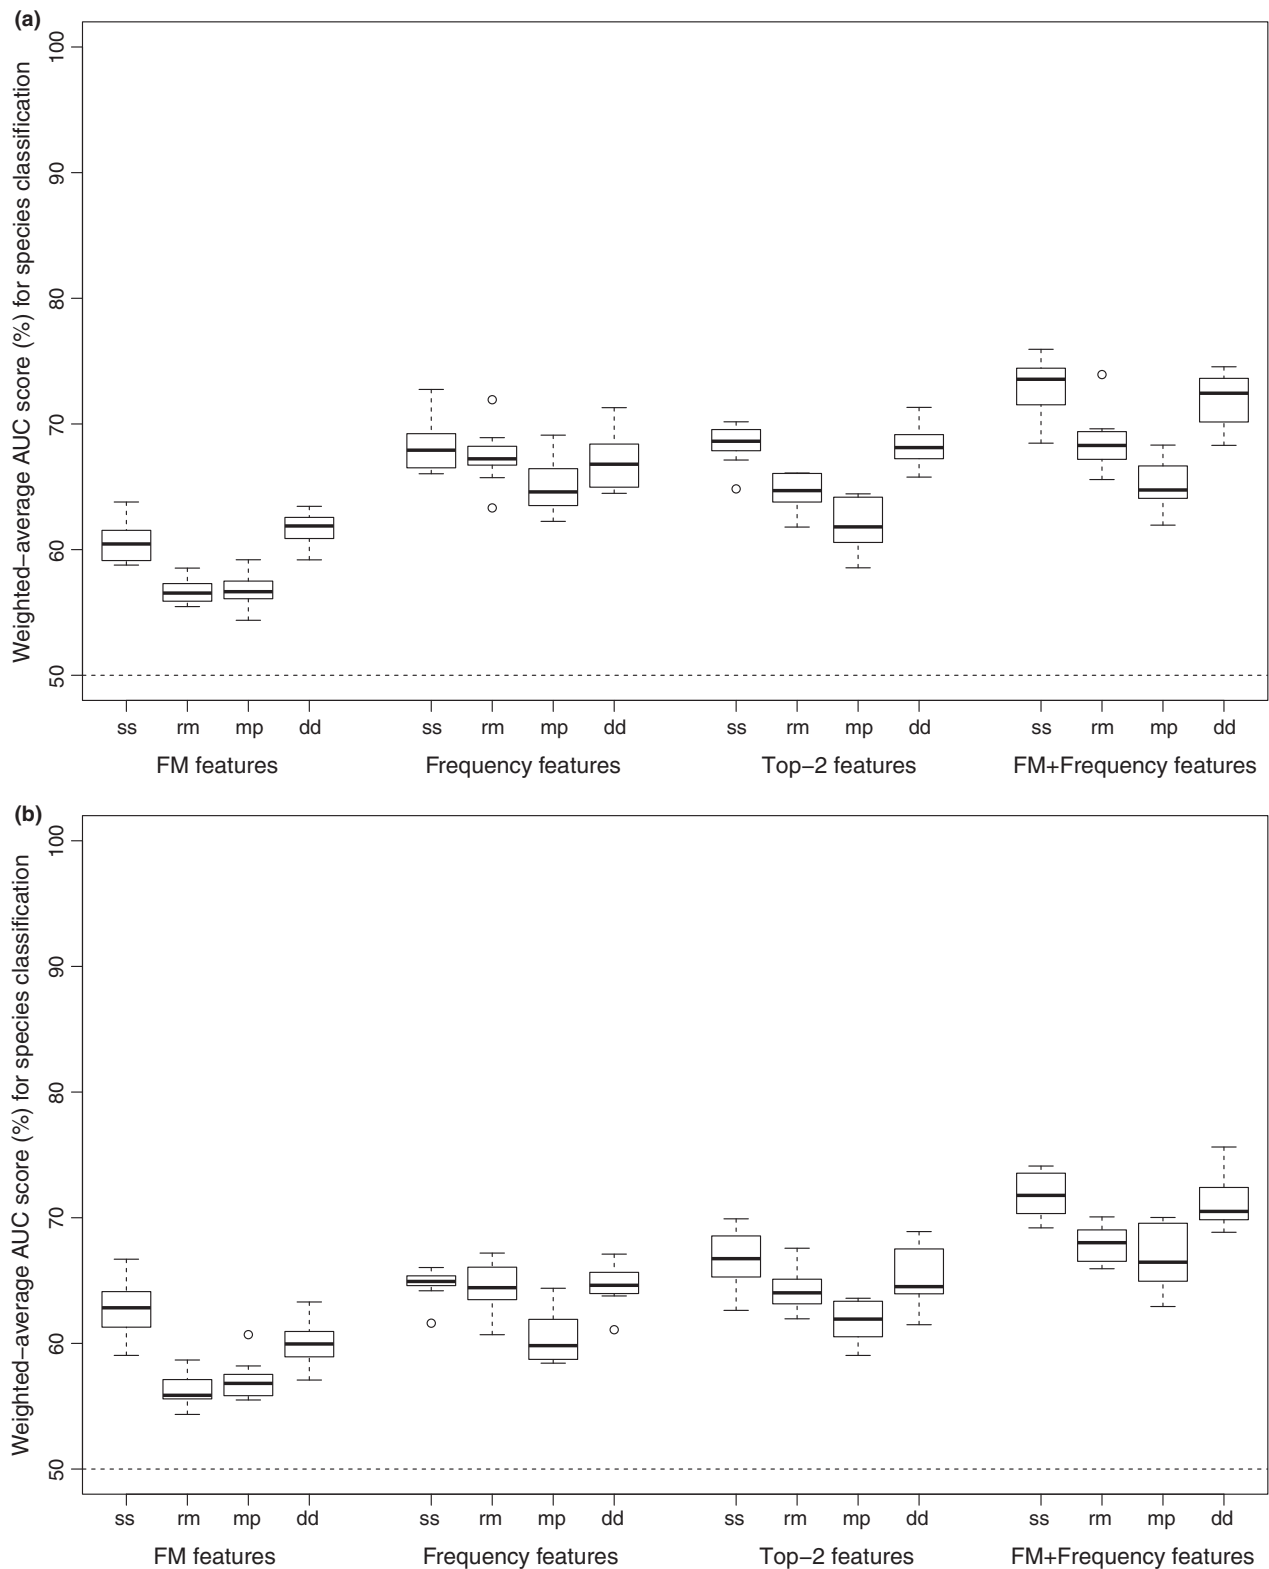 (a)
Weighted−average AUC score (%) for species classification
100
90
80
70
60
50
ss rm mp dd ss rm mp dd ss rm mp dd ss rm mp dd
FM features Frequency features Top−2 features FM+Frequency features
(b)
Weighted−average AUC score (%) for species classification
100
90
80
70
60
50
ss rm mp dd ss rm mp dd ss rm mp dd ss rm mp dd
FM features Frequency features Top−2 features FM+Frequency features